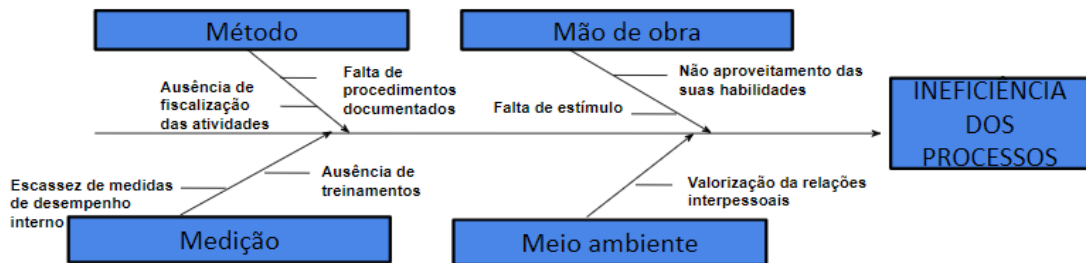 Método
Mão de obra
Ausência de
fiscalização
das atividades
Falta de
procedimentos
documentados
Falta de estímulo
Não aproveitamento das
suas habilidades
INEFICIÊNCIA
DOS
PROCESSOS
Escassez de medidas
de desempenho
interno
Ausência de
treinamentos
Valorização da relações
interpessoais
Medição
Meio ambiente